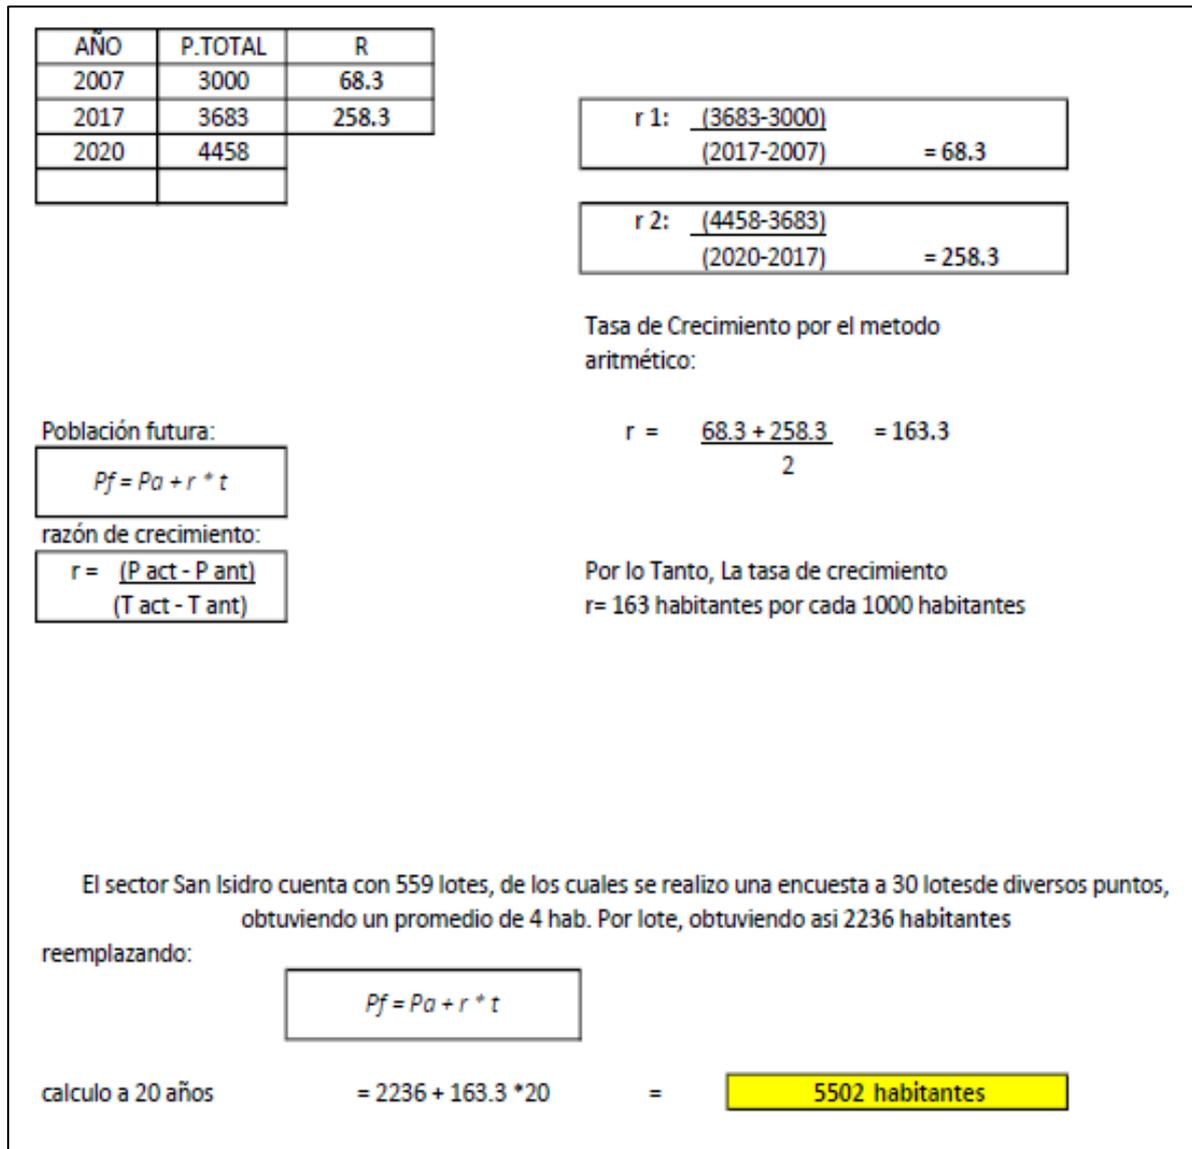 AÑO P.TOTAL R
2007 3000 68.3
2017 3683 258.3
2020 4458
r 1: (3683-3000)
(2017-2007) = 68.3
r 2: (4458-3683)
(2020-2017) = 258.3
Tasa de Crecimiento por el metodo
aritmético:
Población futura:
Pf = Pa + r * t
r = 68.3 + 258.3 = 163.3
2
razón de crecimiento:
r = (P act - P ant)
(T act - T ant)
Por lo Tanto, La tasa de crecimiento
r= 163 habitantes por cada 1000 habitantes
El sector San Isidro cuenta con 559 lotes, de los cuales se realizo una encuesta a 30 lotesde diversos puntos,
obtuviendo un promedio de 4 hab. Por lote, obtuviendo asi 2236 habitantes
reemplazando:
Pf = Pa + r * t
calculo a 20 años = 2236 + 163.3 *20 = 5502 habitantes